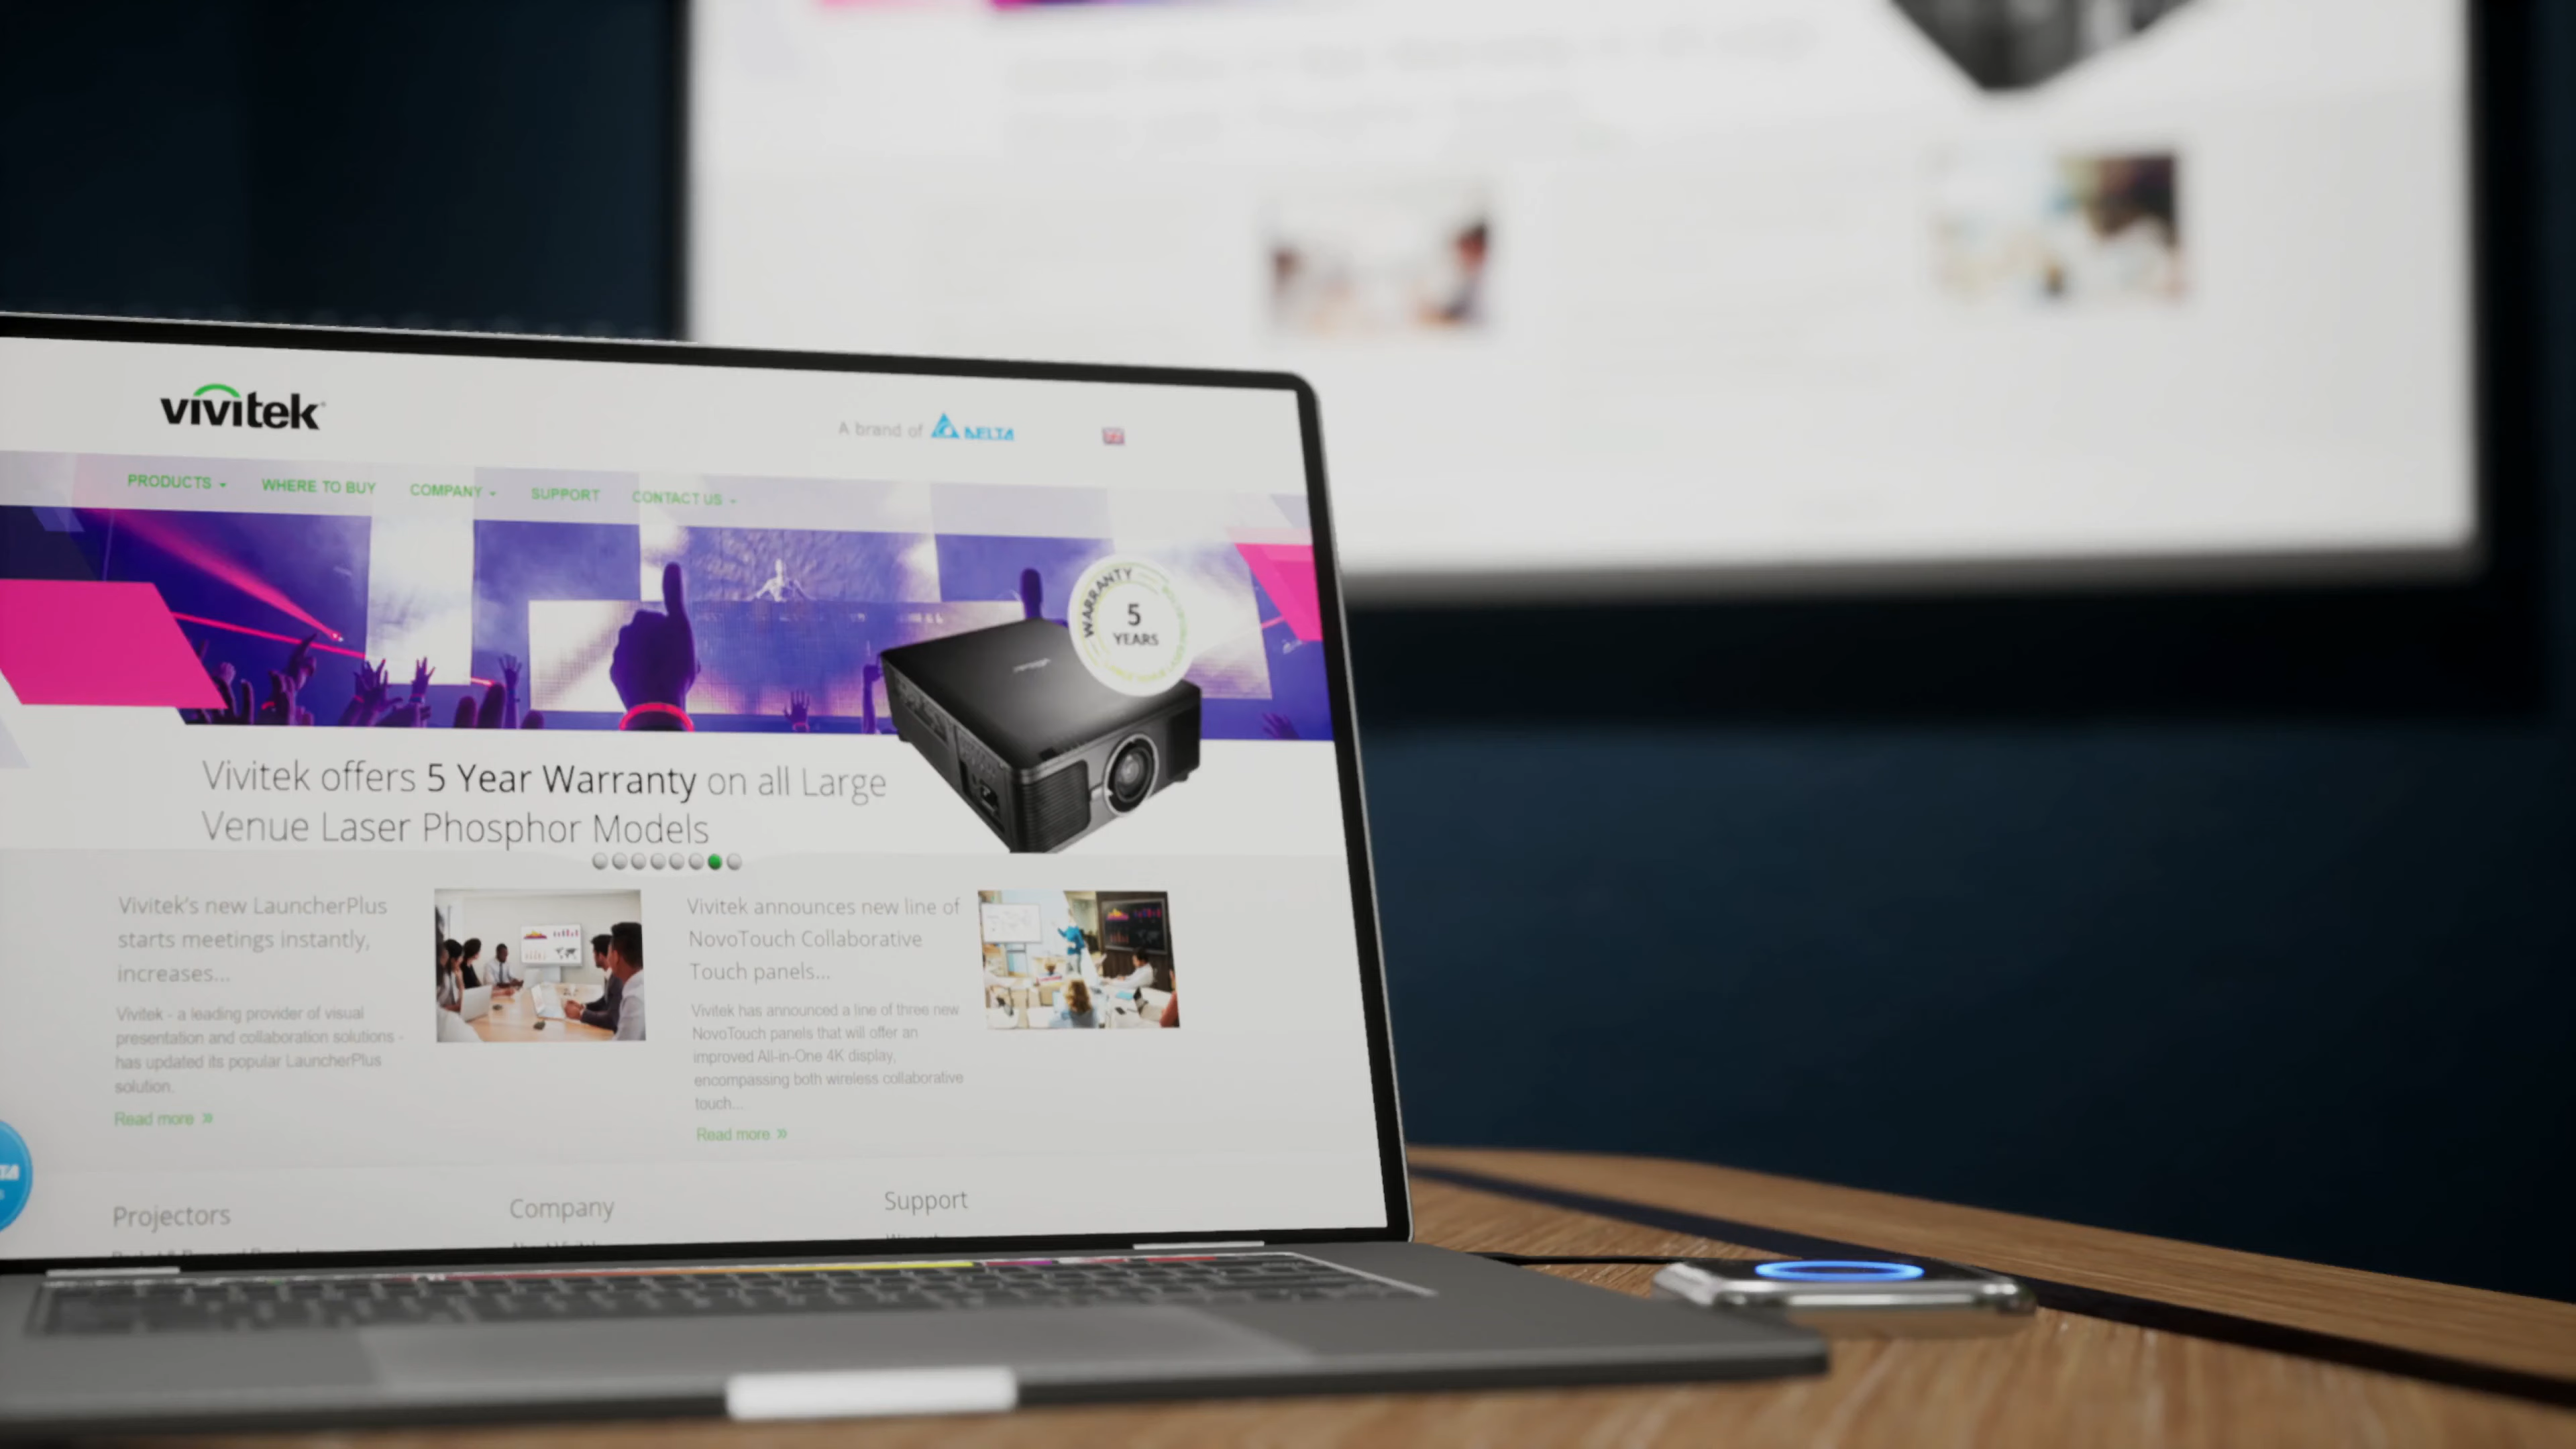 vivitek
A brand of DELTA
PRODUCTS
WHERE TO BUY
COMPANY
SUPPORT
CONTACT US
WARRANTY
5
YEARS
Vivitek offers 5 Year Warranty on all Large
Venue Laser Phosphor Models
Vivitek's new LauncherPlus
starts meetings instantly,
increases...
Vivitek - a leading provider of visual
presentation and collaboration solutions -
has updated its popular LauncherPlus
solution.
Read more »
Vivitek announces new line of
NovoTouch Collaborative
Touch panels...
Vivitek has announced a line of three new
NovoTouch panels that will offer an
improved All-in-One 4K display,
encompassing both wireless collaborative
touch...
Read more »
Projectors
Company
Support